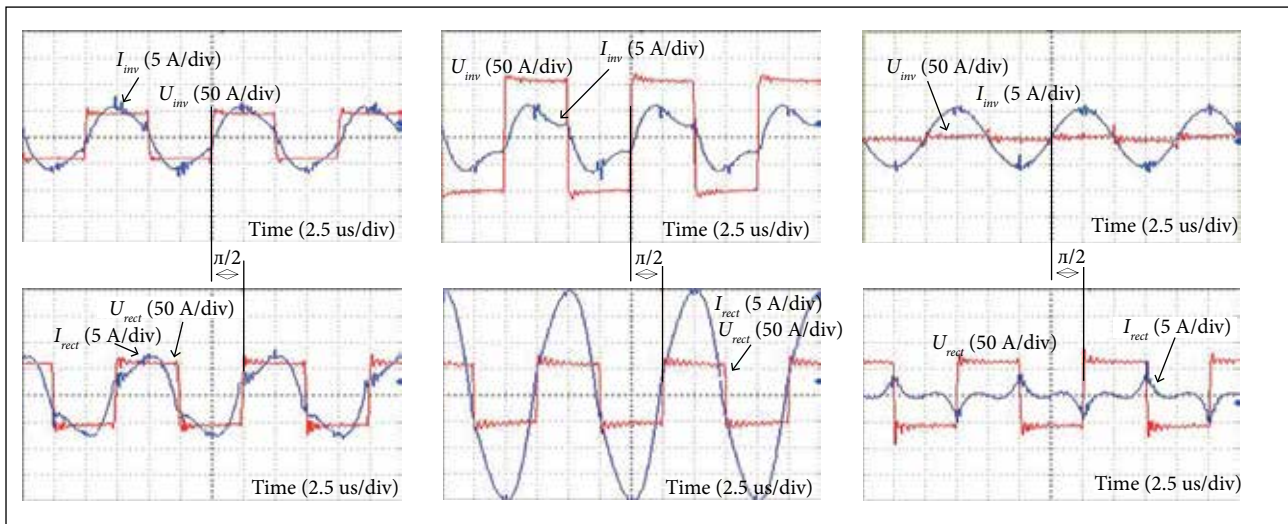 I_inv (5 A/div)
U_inv (50 A/div)
Time (2.5 us/div)
I_inv (5 A/div)
U_inv (50 A/div)
Time (2.5 us/div)
U_inv (50 A/div)
I_inv (5 A/div)
Time (2.5 us/div)
π/2
π/2
π/2
U_rect (50 A/div)
I_rect (5 A/div)
Time (2.5 us/div)
I_rect (5 A/div)
U_rect (50 A/div)
Time (2.5 us/div)
I_rect (5 A/div)
U_rect (50 A/div)
Time (2.5 us/div)